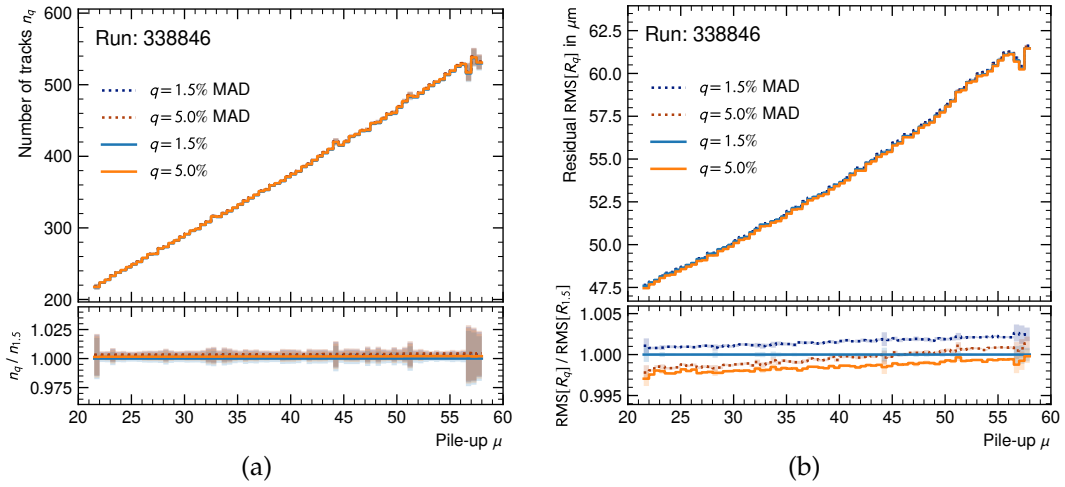 Number of tracks n_q
600
500
400
300
200
Run: 338846
q = 1.5% MAD
q = 5.0% MAD
q = 1.5%
q = 5.0%
n_q / n_1.5
1.025
1.000
0.975
20 25 30 35 40 45 50 55 60
Pile-up μ
(a)
Residual RMS[R_q] in μm
62.5
60.0
57.5
55.0
52.5
50.0
47.5
Run: 338846
q = 1.5% MAD
q = 5.0% MAD
q = 1.5%
q = 5.0%
RMS[R_q] / RMS[R_1.5]
1.005
1.000
0.995
20 25 30 35 40 45 50 55 60
Pile-up μ
(b)